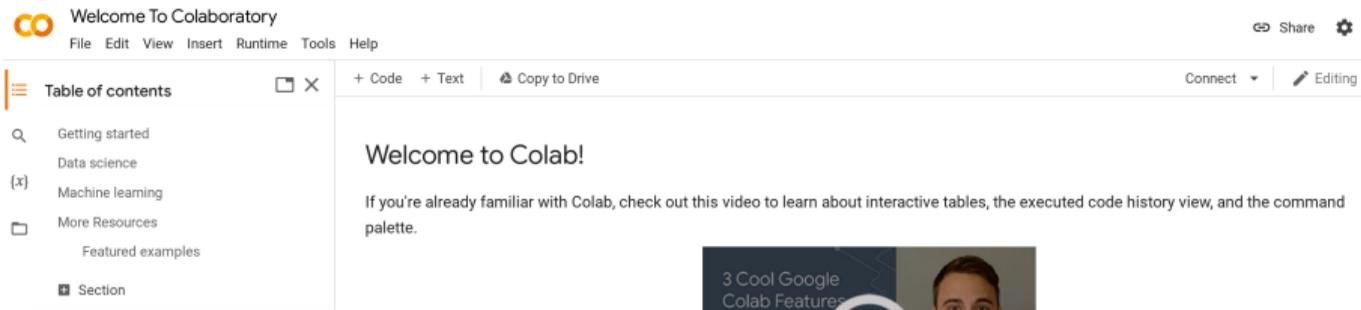 Welcome To Colaboratory
File Edit View Insert Runtime Tools Help
Share
Table of contents
+ Code + Text Copy to Drive
Connect Editing
Getting started
Data science
{x}
Machine learning
More Resources
Featured examples
Section
Welcome to Colab!
If you're already familiar with Colab, check out this video to learn about interactive tables, the executed code history view, and the command
palette.
3 Cool Google
Colab Features